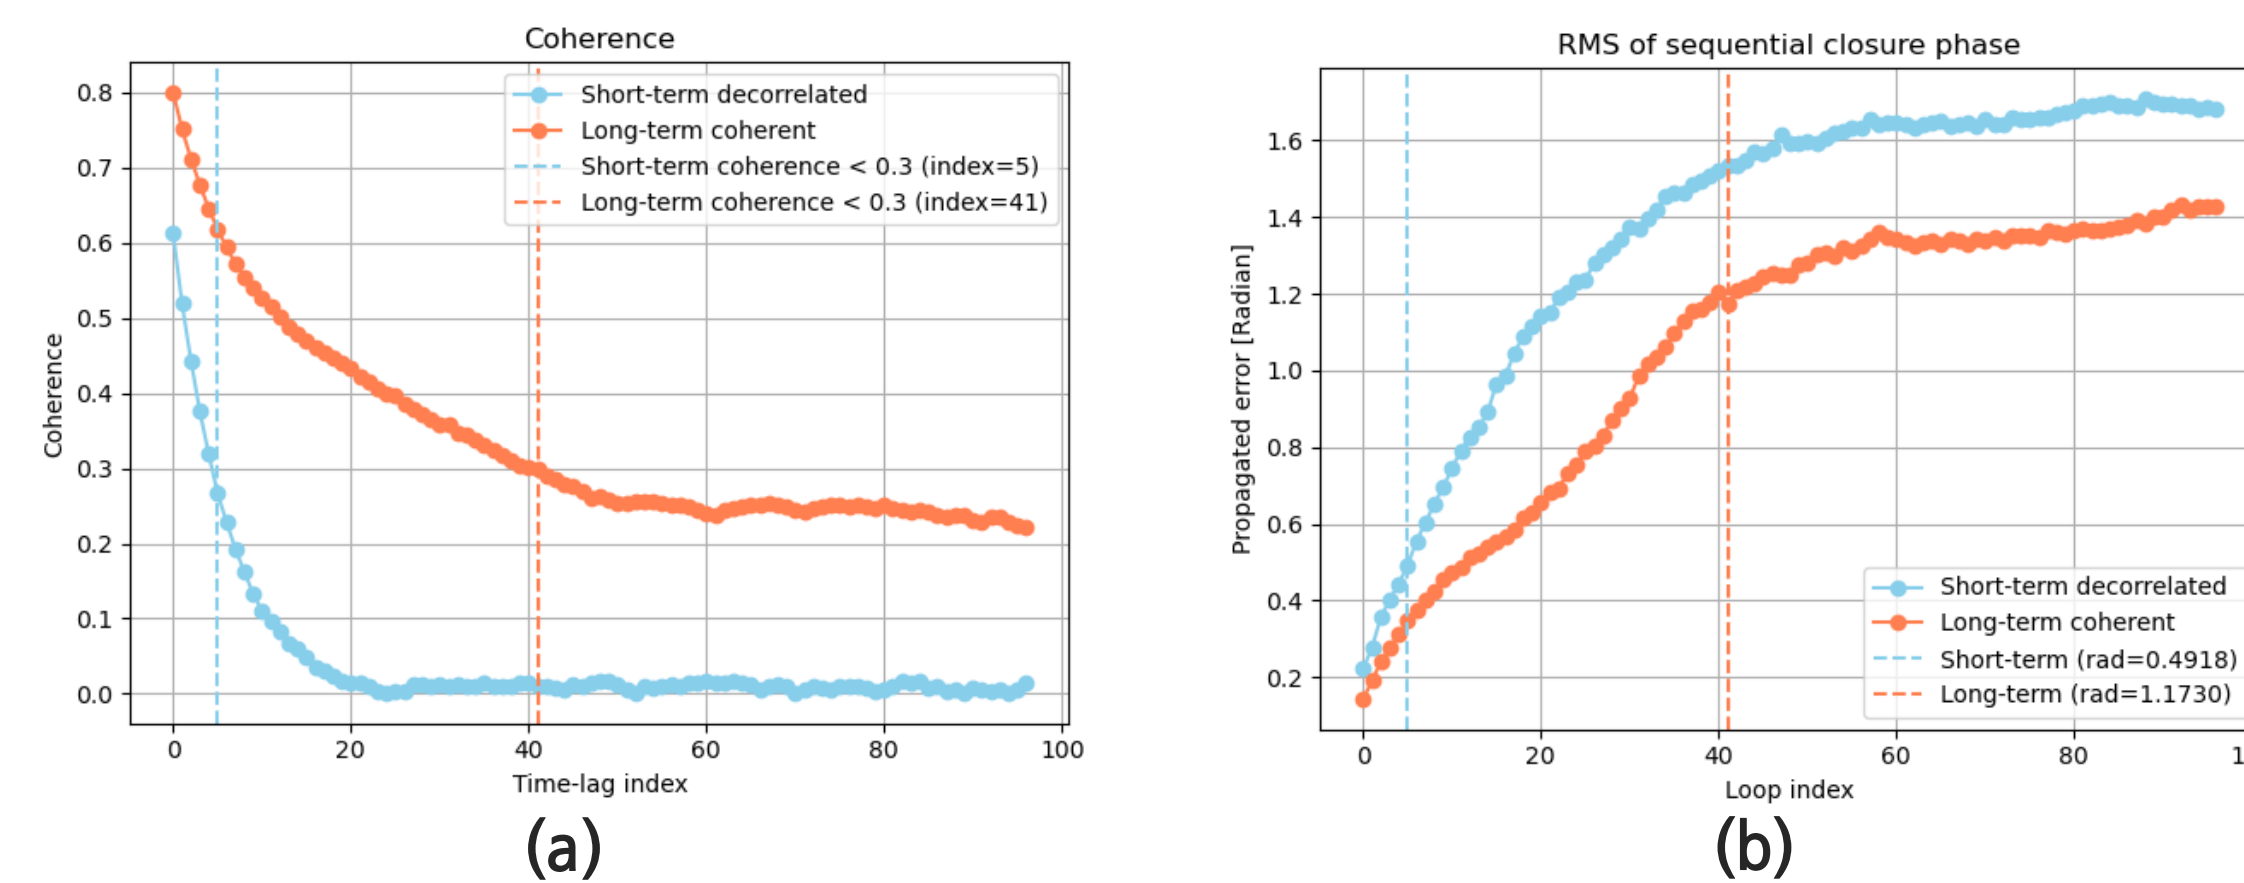 Coherence
0.8
0.7
0.6
0.5
0.4
0.3
0.2
0.1
0.0
Coherence
Short-term decorrelated
Long-term coherent
Short-term coherence < 0.3 (index=5)
Long-term coherence < 0.3 (index=41)
0 20 40 60 80 100
Time-lag index
(a)
RMS of sequential closure phase
1.6
1.4
1.2
1.0
0.8
0.6
0.4
0.2
Propagated error [Radian]
Short-term decorrelated
Long-term coherent
Short-term (rad=0.4918)
Long-term (rad=1.1730)
0 20 40 60 80 1
Loop index
(b)